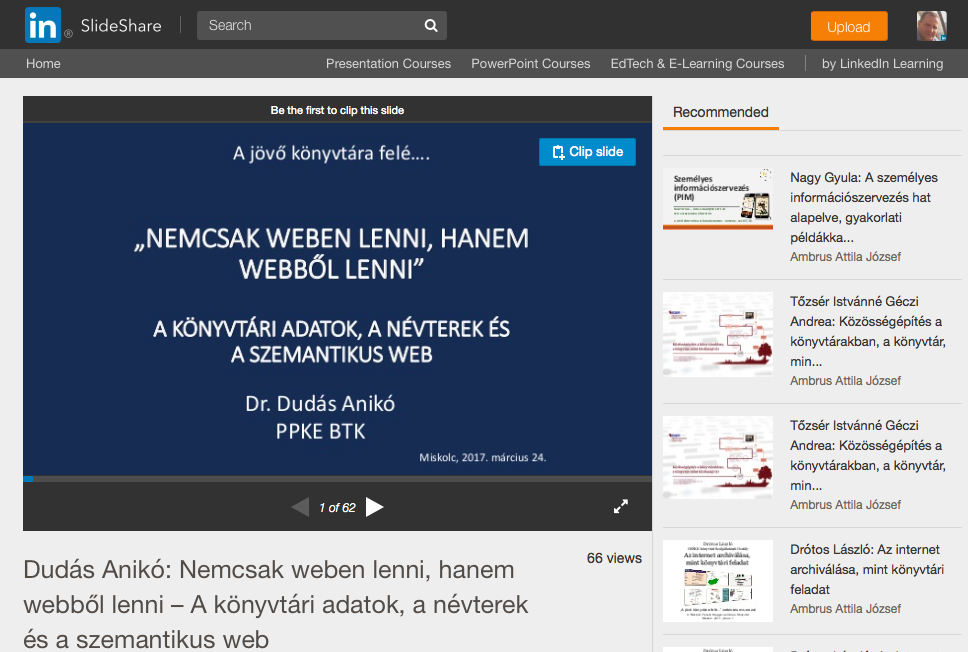 in® SlideShare
Search
Upload
Home
Presentation Courses
PowerPoint Courses
EdTech & E-Learning Courses
by LinkedIn Learning
Be the first to clip this slide
A jövő könyvtára felé....
Clip slide
„NEMCSAK WEBEN LENNI, HANEM
WEBBŐL LENNI”
A KÖNYVTÁRI ADATOK, A NÉVTEREK ÉS
A SZEMANTIKUS WEB
Dr. Dudás Anikó
PPKE BTK
Miskolc, 2017. március 24.
1 of 62
66 views
Dudás Anikó: Nemcsak weben lenni, hanem
webből lenni – A könyvtári adatok, a névterek
és a szemantikus web
Recommended
Személyes
információszervezés
(PIM)
Nagy Gyula: A személyes
információszervezés hat
alapelve, gyakorlati
példákka...
Ambrus Attila József
Tőzsér Istvánné Géczi
Andrea: Közösségépítés a
könyvtárakban, a könyvtár,
min...
Ambrus Attila József
Tőzsér Istvánné Géczi
Andrea: Közösségépítés a
könyvtárakban, a könyvtár,
min...
Ambrus Attila József
Drótos László
Az internet archiválása,
mint könyvtári feladat
Drótos László: Az internet
archiválása, mint könyvtári
feladat
Ambrus Attila József